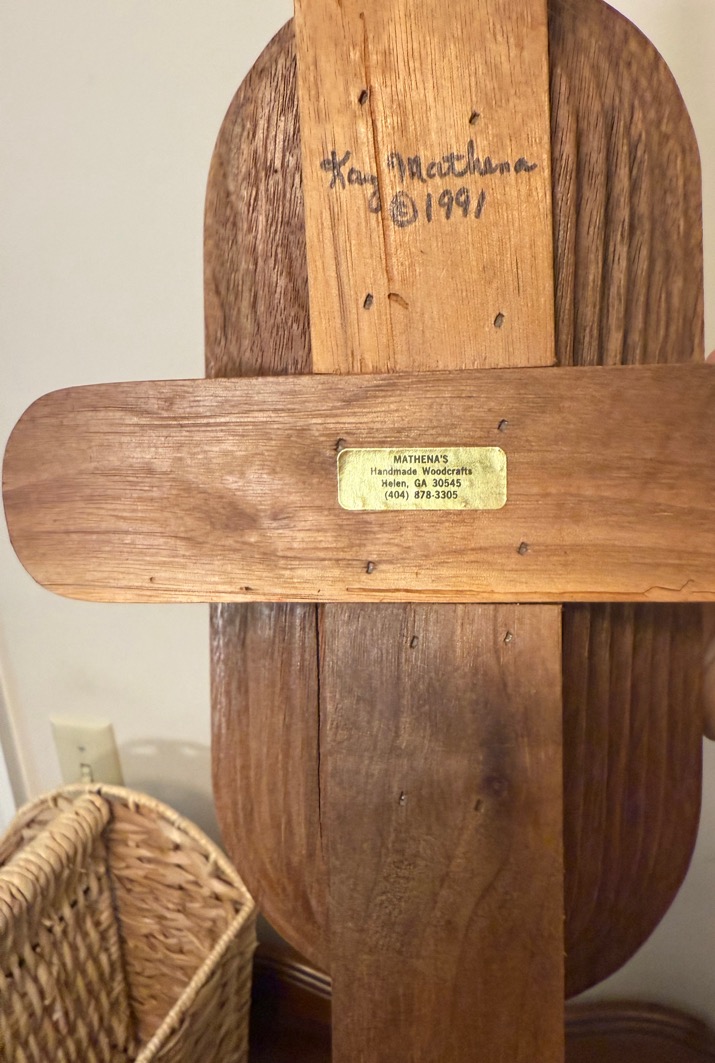 Kay Mathena
©1991
MATHENA'S
Handmade Woodcrafts
Helen, GA 30545
(404) 878-3305